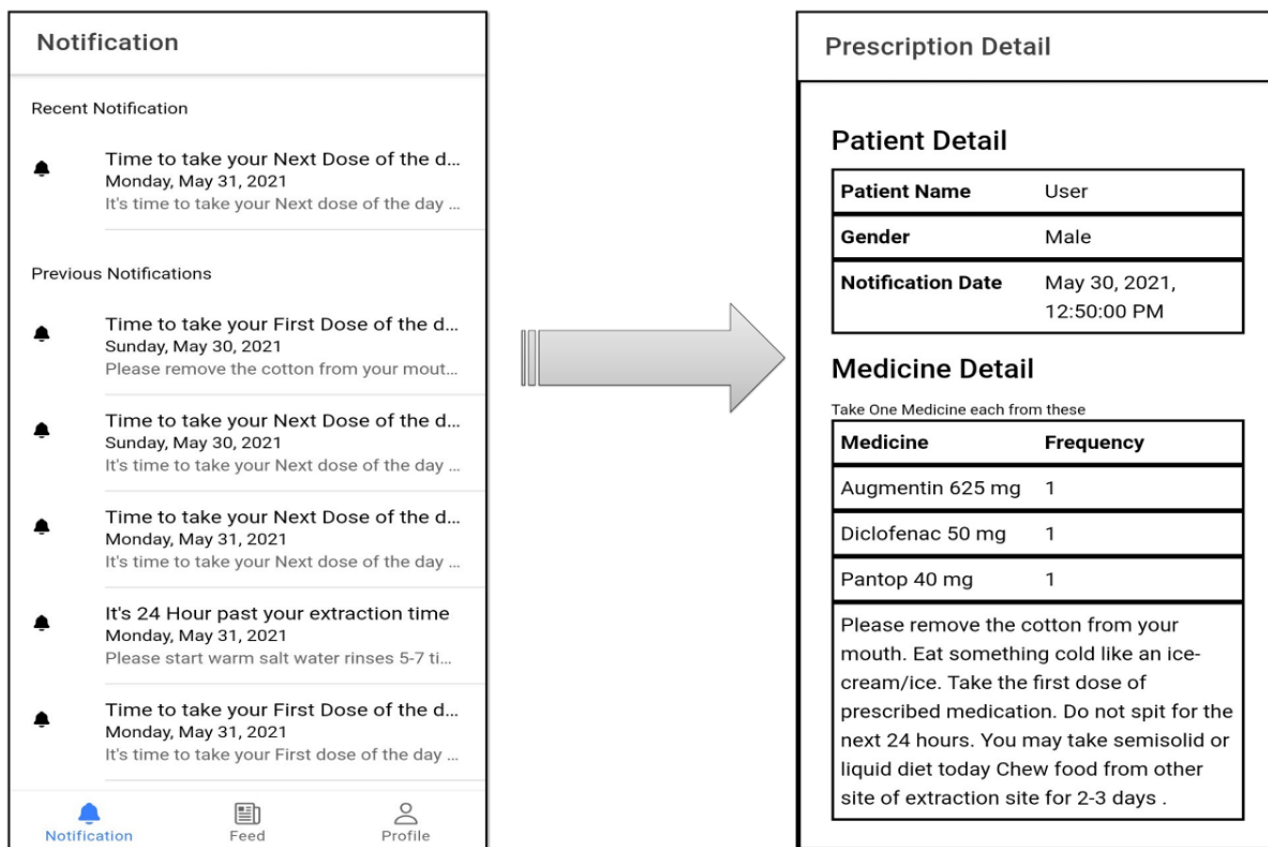 Notification
Recent Notification
Time to take your Next Dose of the d...
Monday, May 31, 2021
It's time to take your Next dose of the day ...
Previous Notifications
Time to take your First Dose of the d...
Sunday, May 30, 2021
Please remove the cotton from your mout...
Time to take your Next Dose of the d...
Sunday, May 30, 2021
It's time to take your Next dose of the day ...
Time to take your Next Dose of the d...
Monday, May 31, 2021
It's time to take your Next dose of the day ...
It's 24 Hour past your extraction time
Monday, May 31, 2021
Please start warm salt water rinses 5-7 ti...
Time to take your First Dose of the d...
Monday, May 31, 2021
It's time to take your First dose of the day ...
Notification Feed Profile
Prescription Detail
Patient Detail
Patient Name User
Gender Male
Notification Date May 30, 2021,
12:50:00 PM
Medicine Detail
Take One Medicine each from these
Medicine Frequency
Augmentin 625 mg 1
Diclofenac 50 mg 1
Pantop 40 mg 1
Please remove the cotton from your
mouth. Eat something cold like an ice-
cream/ice. Take the first dose of
prescribed medication. Do not spit for the
next 24 hours. You may take semisolid or
liquid diet today Chew food from other
site of extraction site for 2-3 days .